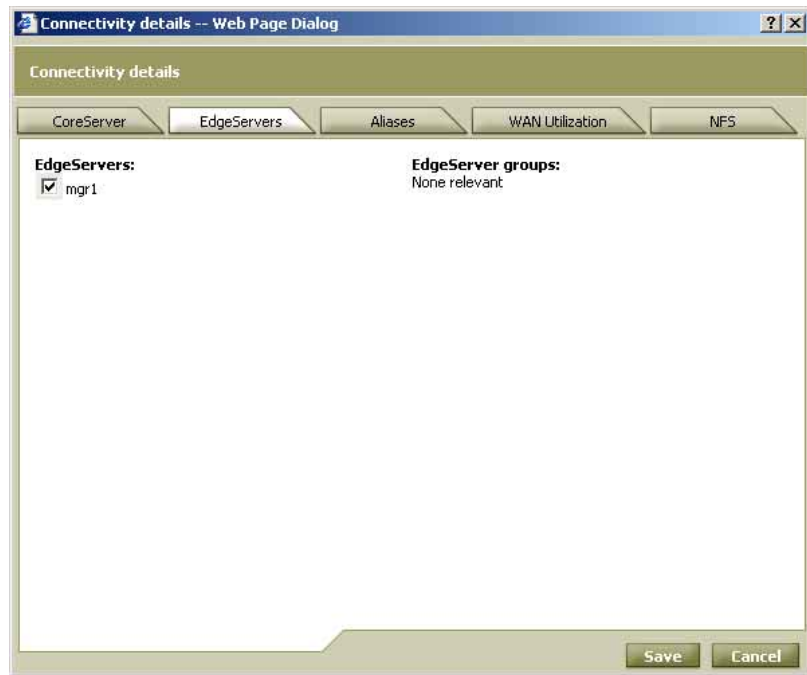 Connectivity details -- Web Page Dialog
Connectivity details
CoreServer
EdgeServers
Aliases
WAN Utilization
NFS
EdgeServers:
mgr1
EdgeServer groups:
None relevant
Save
Cancel